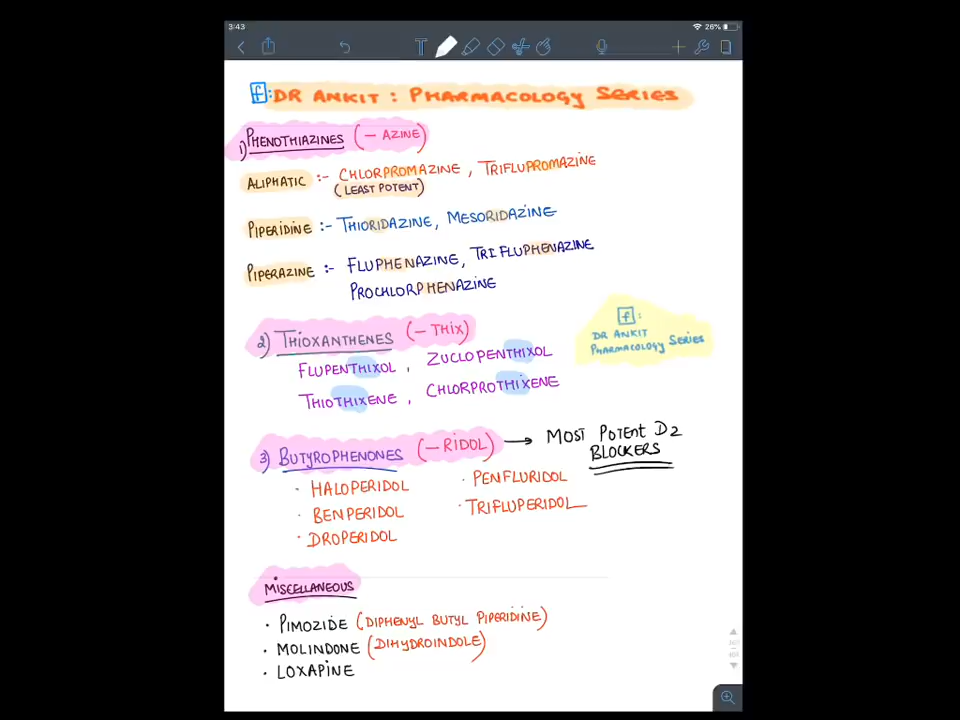 3:43
26%
T
f: DR ANKIT : PHARMACOLOGY SERIES
1) PHENOTHIAZINES (- AZINE)
ALIPHATIC :- CHLORPROMAZINE , TRIFLUPROMAZINE
(LEAST POTENT)
PIPERIDINE :- THIORIDAZINE, MESORIDAZINE
PIPERAZINE :- FLUPHENAZINE, TRIFLUPHENAZINE
PROCHLORPHENAZINE
2) THIOXANTHENES (- THIX)
FLUPENTHIXOL , ZUCLOPENTHIXOL
THIOTHIXENE , CHLORPROTHIXENE
f:
DR ANKIT
PHARMACOLOGY SERIES
3) BUTYROPHENONES (- RIDOL) → MOST POTENT D2
BLOCKERS
· HALOPERIDOL · PENFLURIDOL
· BENPERIDOL · TRIFLUPERIDOL
· DROPERIDOL
MISCELLANEOUS
· PIMOZIDE (DIPHENYL BUTYL PIPERIDINE)
· MOLINDONE (DIHYDROINDOLE)
· LOXAPINE